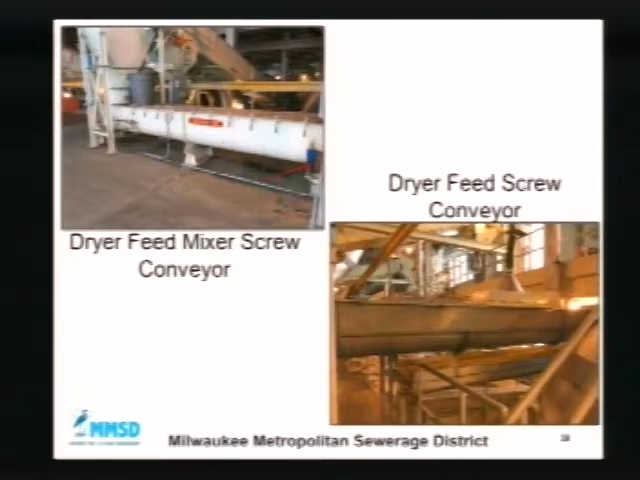 Dryer Feed Screw
Conveyor
Dryer Feed Mixer Screw
Conveyor
MMSD
Milwaukee Metropolitan Sewerage District